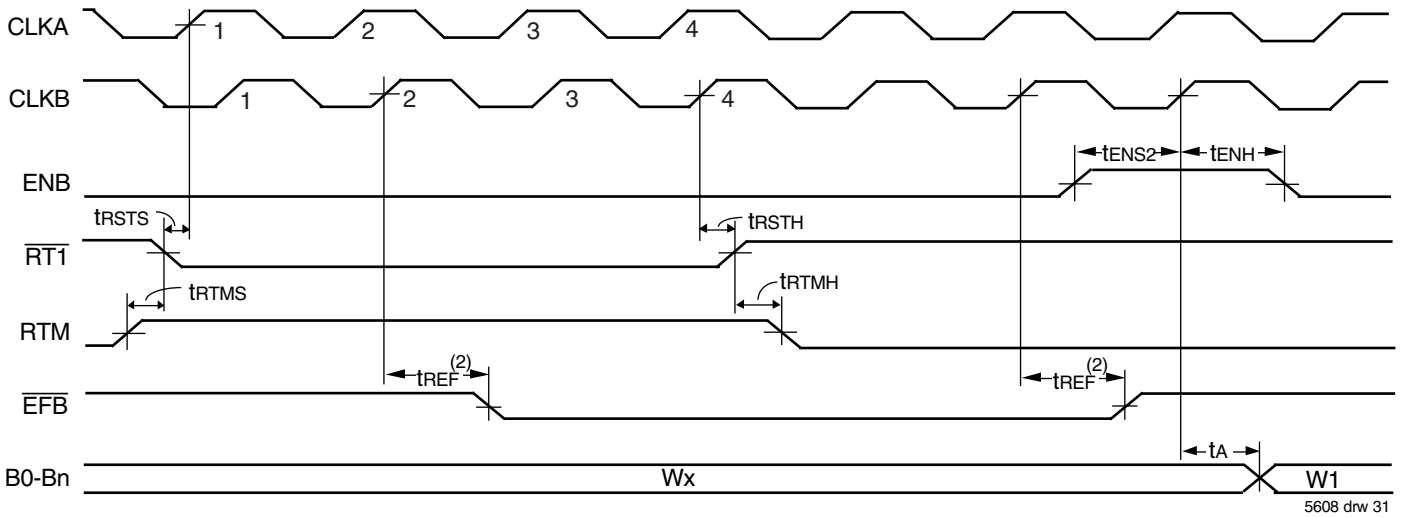 CLKA 1 2 3 4
CLKB 1 2 3 4
tENS2 tENH
ENB
tRSTS tRSTH
RT1
tRTMS tRTMH
RTM
tREF(2) tREF(2)
EFB
tA
B0-Bn Wx W1
5608 drw 31